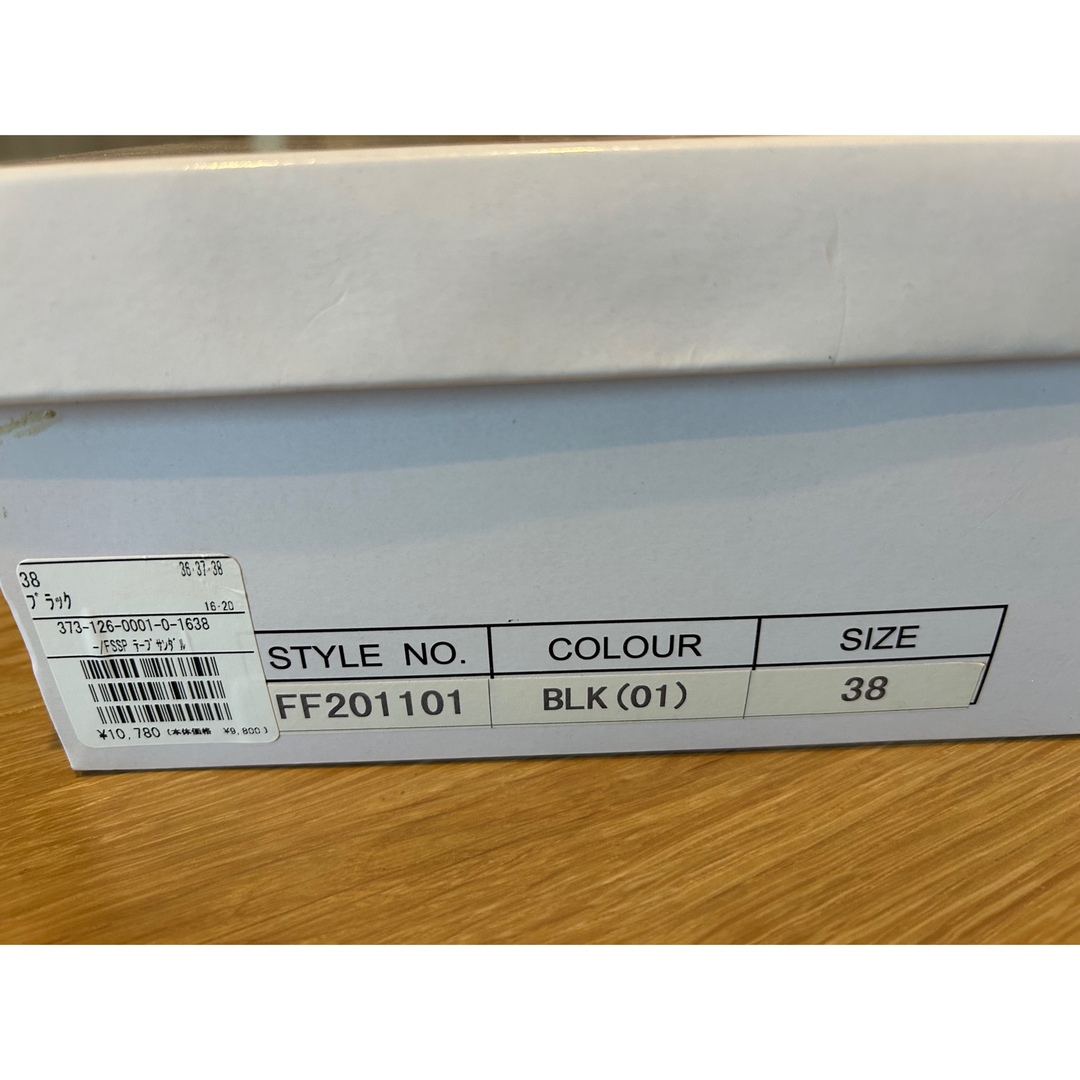 38 36·37·38
ブラック 16-20
373-126-0001-0-1638
-/FSSP テープサンダル
¥10,780 (本体価格 ¥9,800)
STYLE NO. COLOUR SIZE
FF201101 BLK(01) 38